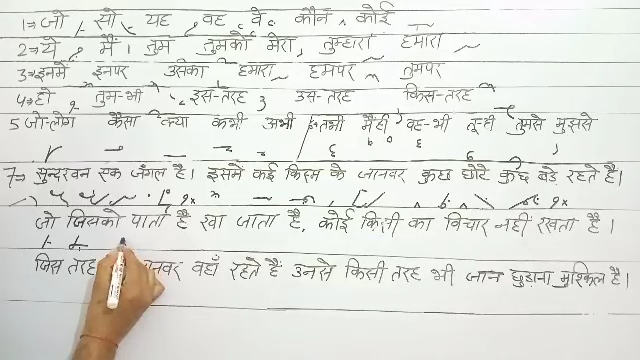 1⇒ जो सो यह वह वे कौन कोई
2⇒ ये मैं। तुम तुमको मेरा, तुम्हारा हमारा
3⇒ इनमें इनपर उसका हमारा हमपर तुमपर
4⇒ हो तुम-भी इस-तरह उस-तरह किस-तरह
5 जो-लोग कैसा क्या कभी अभी तभी मैंही वह-भी तू-ही तुमसे मुझसे
7⇒ सुन्दरवन एक जंगल है। इसमें कई किस्म के जानवर कुछ छोटे कुछ बड़े रहते हैं।
जो जिसको पाता है खा जाता है, कोई किसी का विचार नहीं रखता है।
जिस तरह वहाँ रहते हैं उनसे किसी तरह भी जान छुड़ाना मुश्किल है।